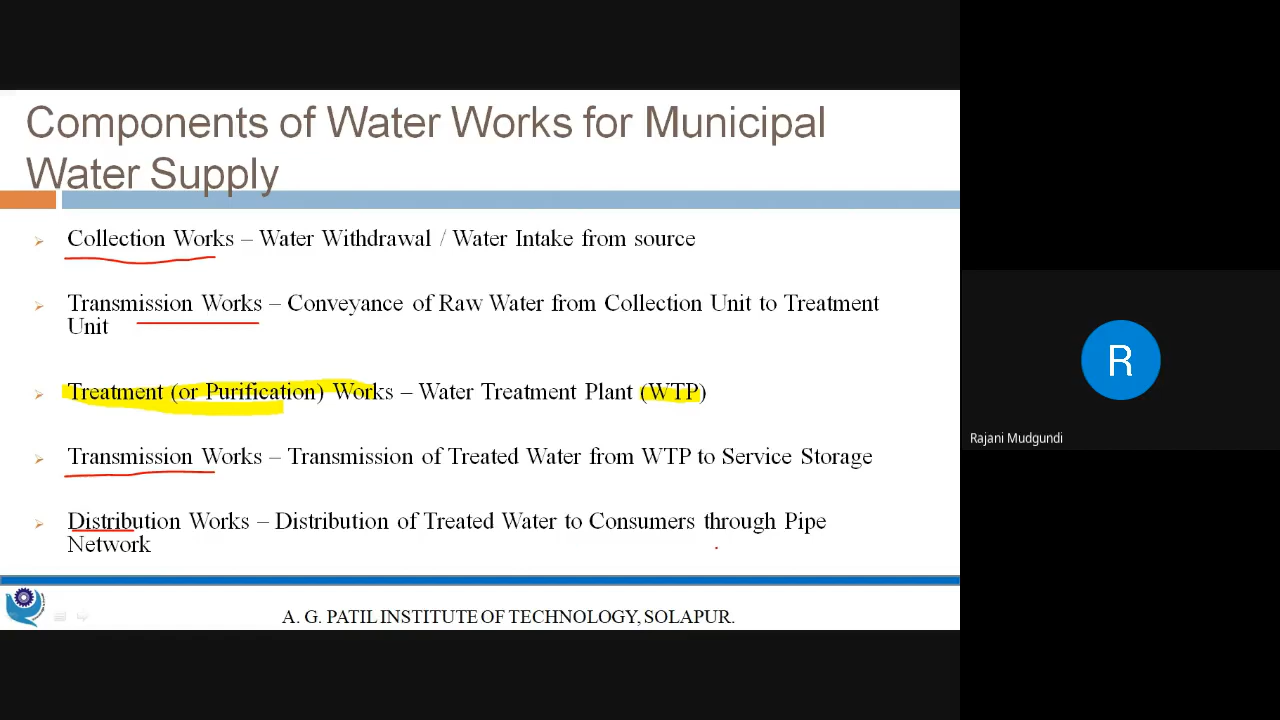 Components of Water Works for Municipal
Water Supply
Collection Works – Water Withdrawal / Water Intake from source
Transmission Works – Conveyance of Raw Water from Collection Unit to Treatment
Unit
Treatment (or Purification) Works – Water Treatment Plant (WTP)
Transmission Works – Transmission of Treated Water from WTP to Service Storage
Distribution Works – Distribution of Treated Water to Consumers through Pipe
Network
A. G. PATIL INSTITUTE OF TECHNOLOGY, SOLAPUR.
R
Rajani Mudgundi